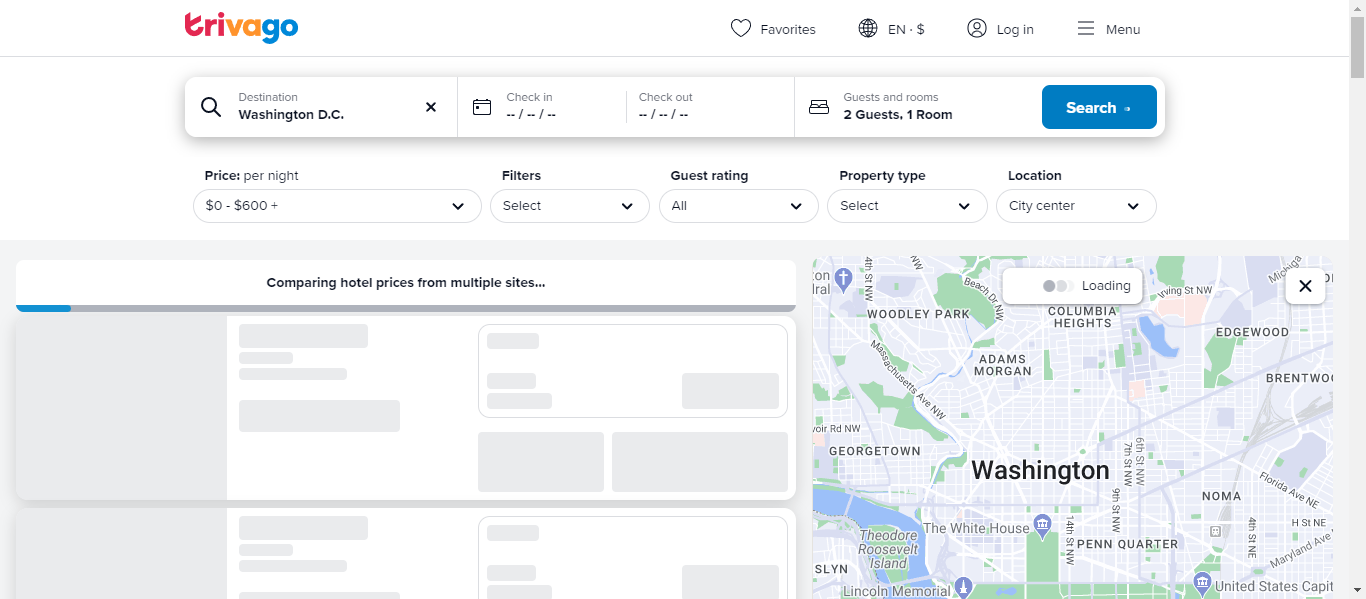 trivago
Favorites
EN · $
Log in
Menu
Destination
Washington D.C.
Check in
-- / -- / --
Check out
-- / -- / --
Guests and rooms
2 Guests, 1 Room
Search
Price: per night
$0 - $600 +
Filters
Select
Guest rating
All
Property type
Select
Location
City center
Comparing hotel prices from multiple sites...
Loading
4th St NW
NW
Beach Dr NW
Irving St NW
Michiga
WOODLEY PARK
COLUMBIA
HEIGHTS
EDGEWOOD
ADAMS
MORGAN
Massachusetts Ave NW
BRENTWO
voir Rd NW
GEORGETOWN
7th St NW
6th St NW
Washington
9th St NW
NOMA
Florida Ave NE
The White House
14th St NW
PENN QUARTER
4th St NE
H St NE
Maryland Ave
Theodore
Roosevelt
Island
SLYN
Lincoln Memorial
United States Capit